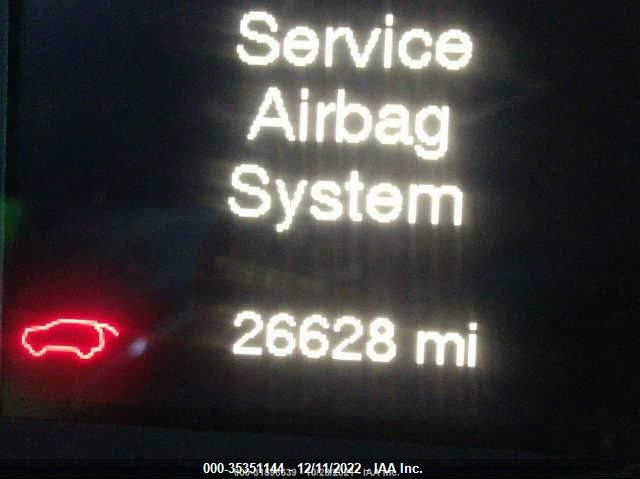 Service
Airbag
System
26628 mi
000-35351144 - 12/11/2022 - IAA Inc.